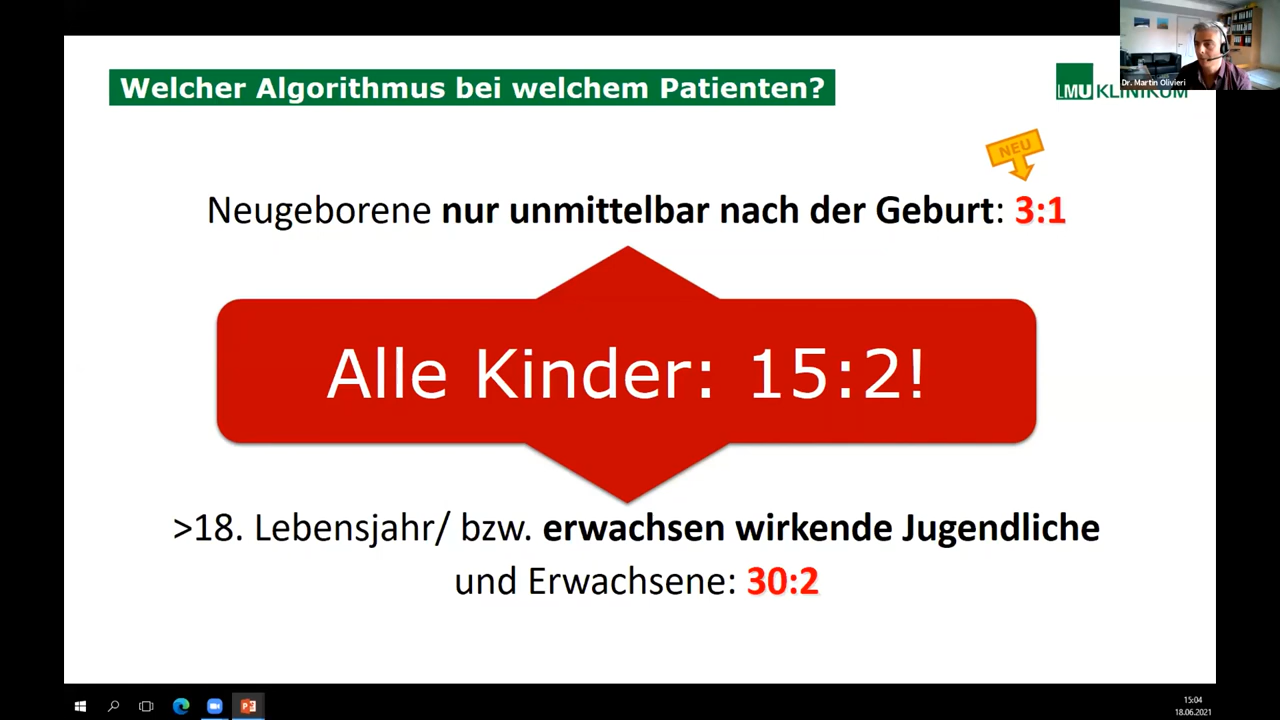 Welcher Algorithmus bei welchem Patienten?
LMU KLINIKUM
Dr. Martin Olivieri
NEU
Neugeborene nur unmittelbar nach der Geburt: 3:1
Alle Kinder: 15:2!
>18. Lebensjahr/ bzw. erwachsen wirkende Jugendliche
und Erwachsene: 30:2
15:04
18.06.2021